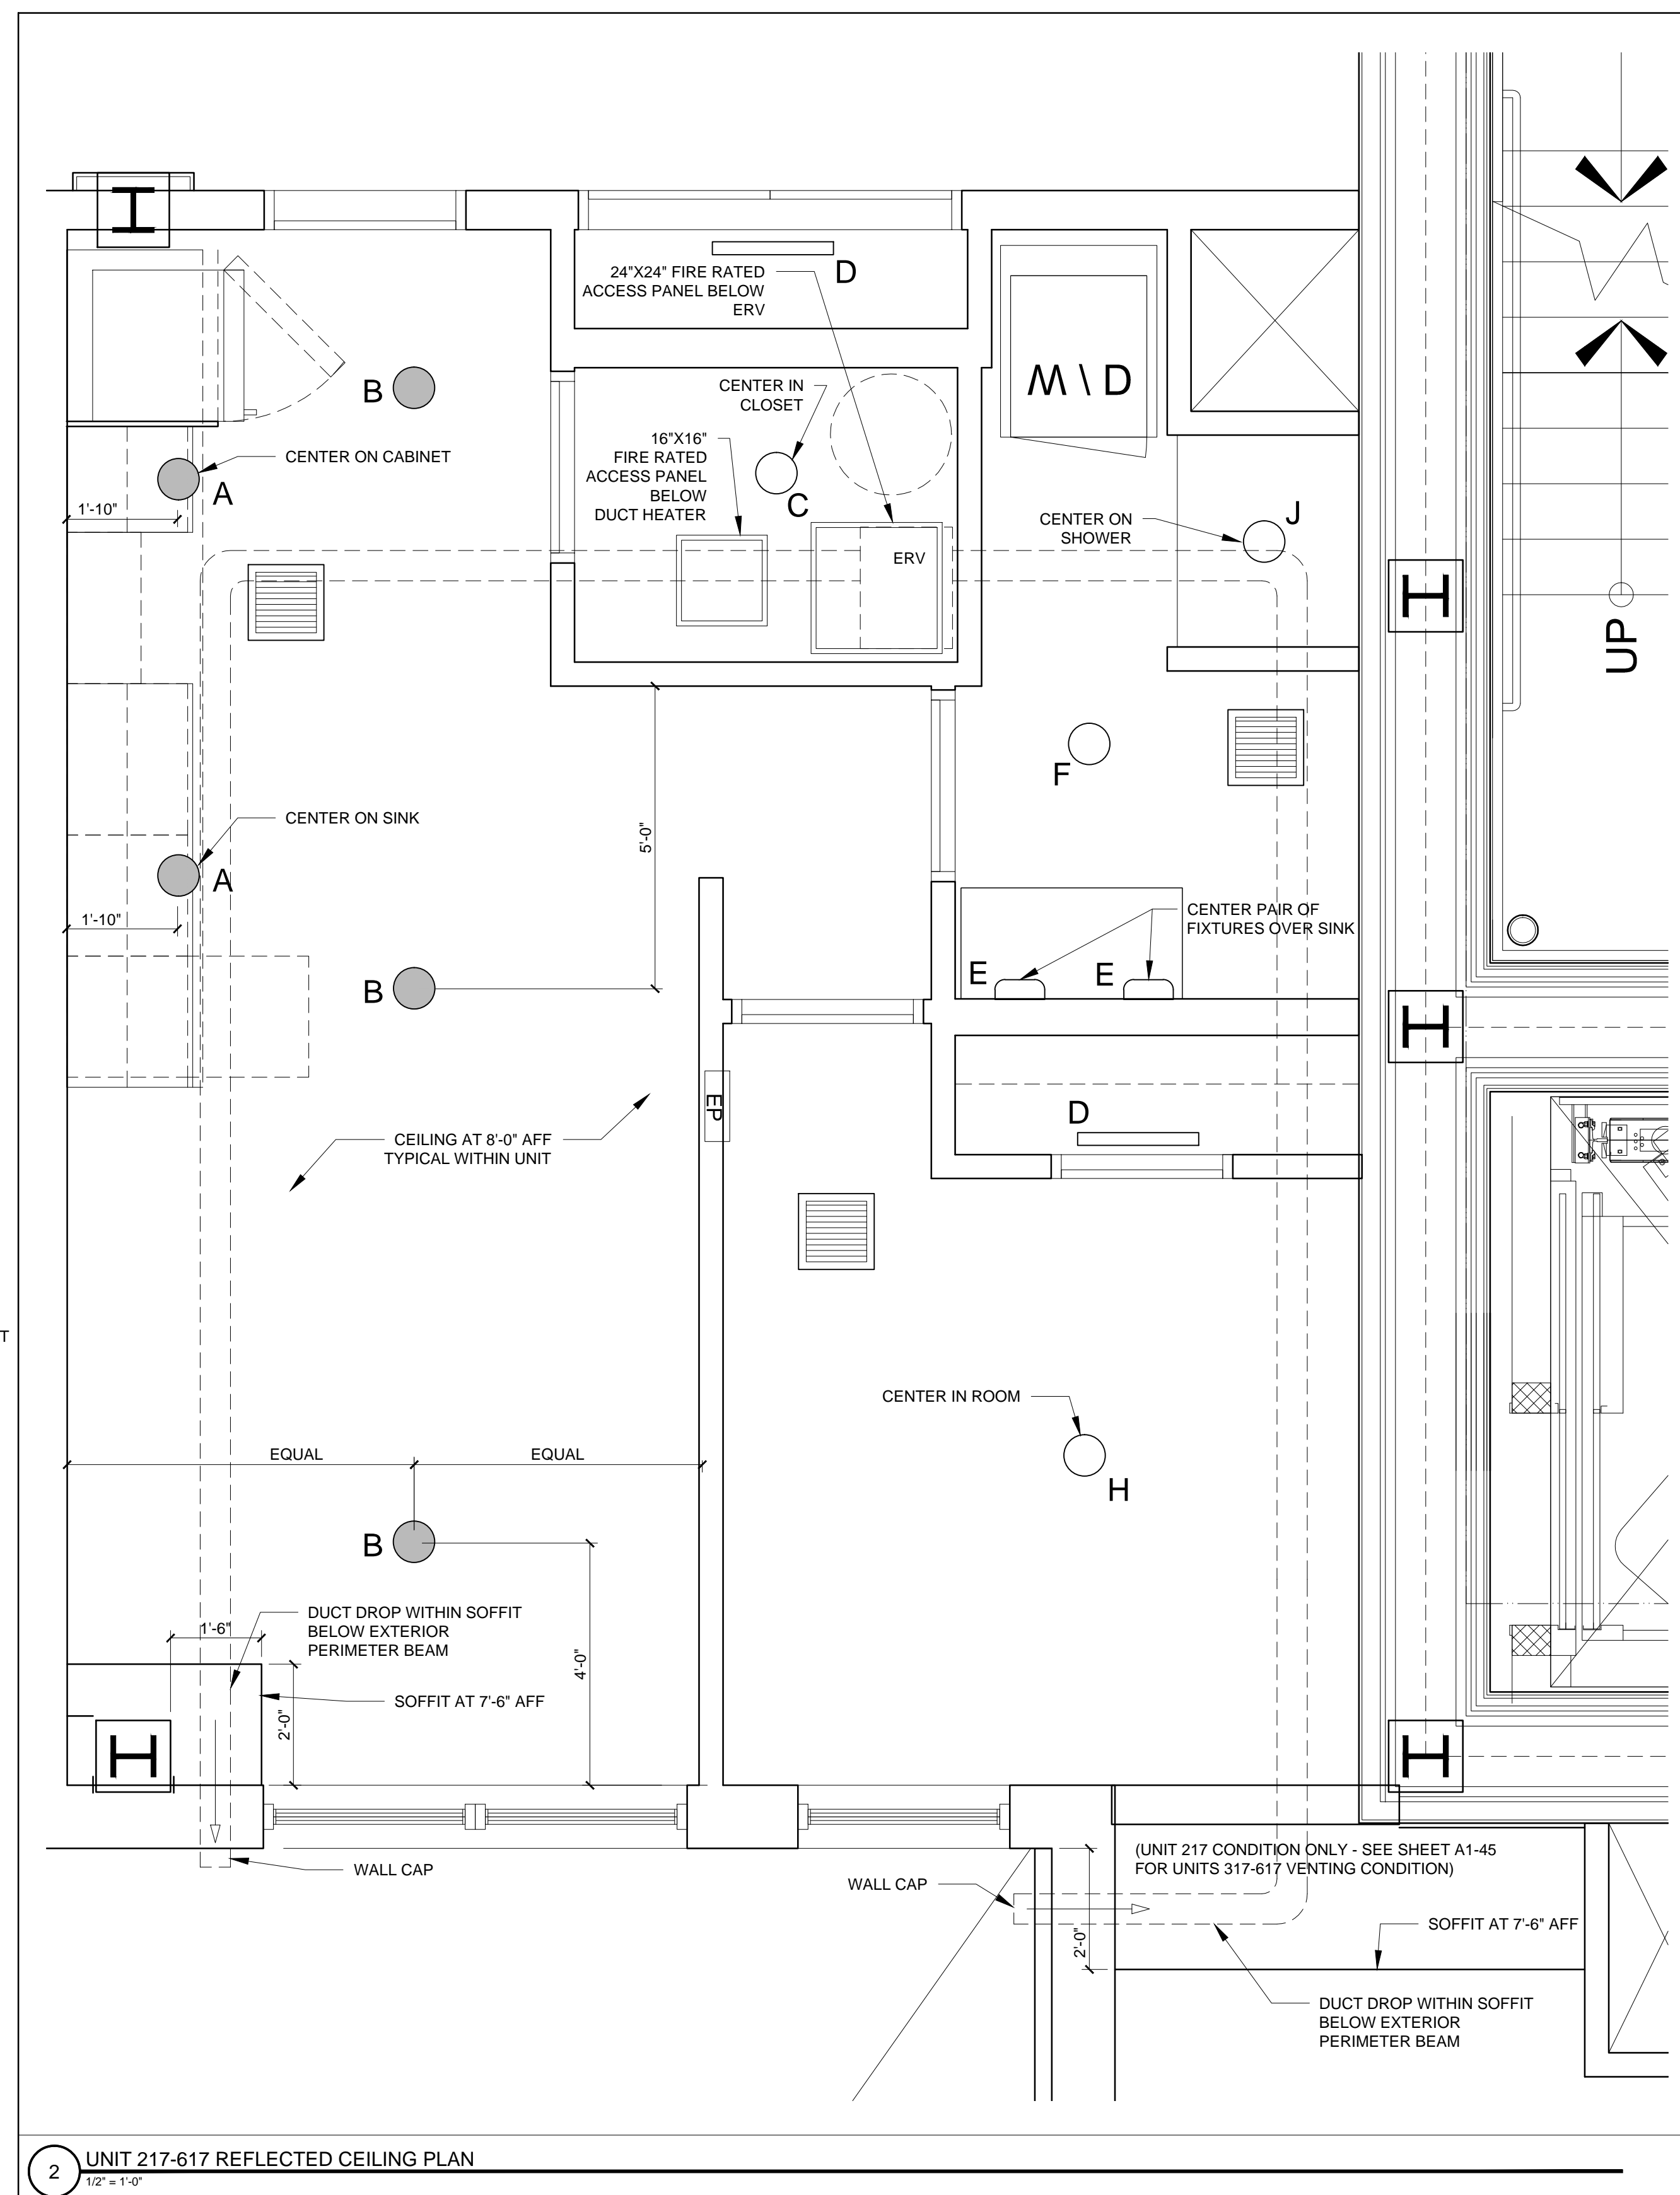 24"X24" FIRE RATED
ACCESS PANEL BELOW
ERV
D
W\D
B
CENTER IN
CLOSET
16"X16"
FIRE RATED
ACCESS PANEL
BELOW
DUCT HEATER
C
CENTER ON CABINET
A
1'-10"
CENTER ON
SHOWER
J
ERV
UP
F
5'-0"
CENTER ON SINK
A
1'-10"
CENTER PAIR OF
FIXTURES OVER SINK
E
E
B
EP
D
CEILING AT 8'-0" AFF
TYPICAL WITHIN UNIT
T
CENTER IN ROOM
H
EQUAL
EQUAL
B
DUCT DROP WITHIN SOFFIT
BELOW EXTERIOR
PERIMETER BEAM
1'-6"
4'-0"
SOFFIT AT 7'-6" AFF
2'-0"
WALL CAP
(UNIT 217 CONDITION ONLY - SEE SHEET A1-45
FOR UNITS 317-617 VENTING CONDITION)
WALL CAP
2'-0"
SOFFIT AT 7'-6" AFF
DUCT DROP WITHIN SOFFIT
BELOW EXTERIOR
PERIMETER BEAM
2
UNIT 217-617 REFLECTED CEILING PLAN
1/2" = 1'-0"